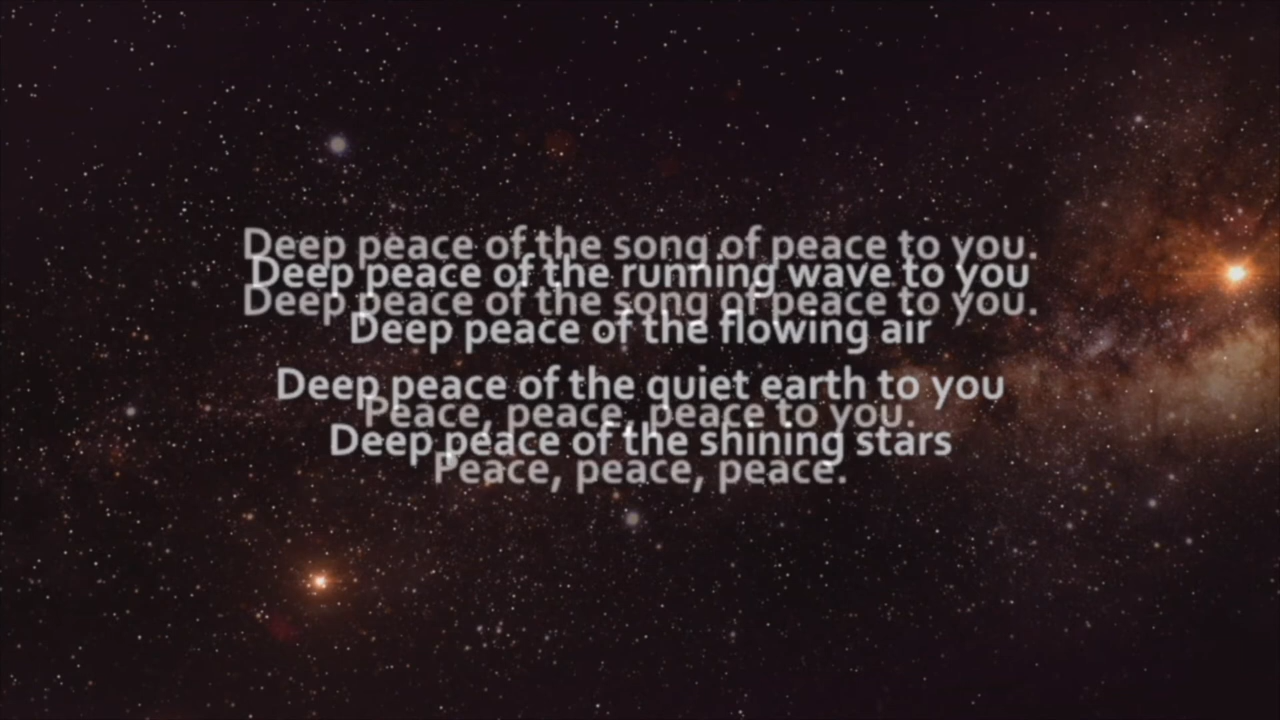 Deep peace of the song of peace to you.
Deep peace of the running wave to you
Deep peace of the song of peace to you.
Deep peace of the flowing air
Deep peace of the quiet earth to you
Peace, peace, peace to you.
Deep peace of the shining stars
Peace, peace, peace.